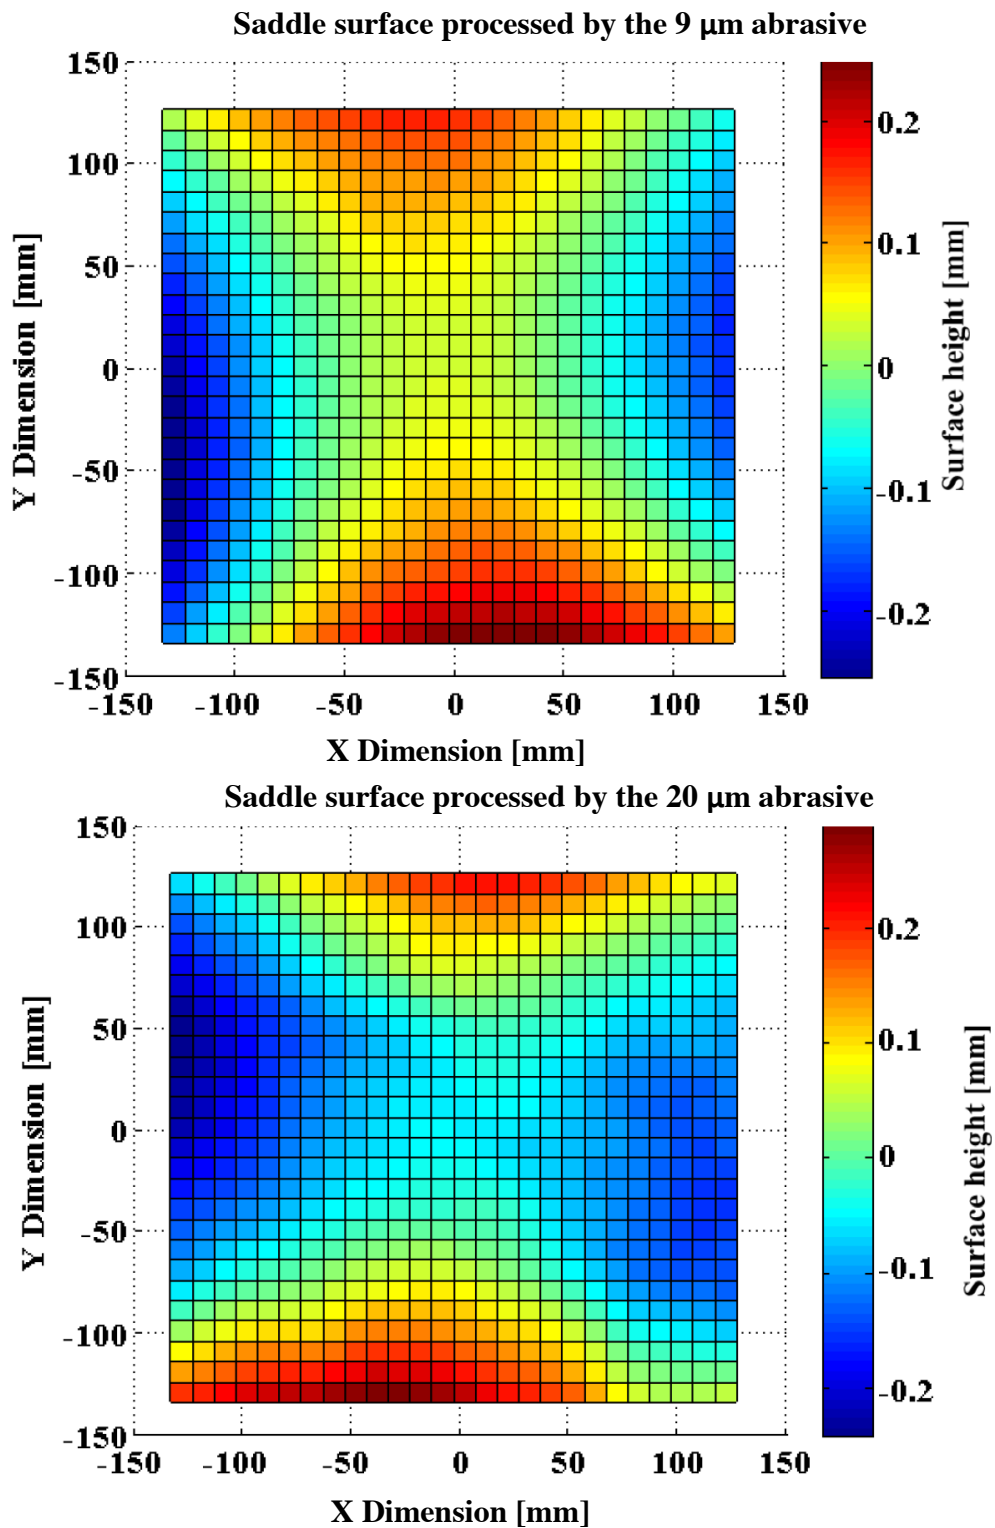 Saddle surface processed by the 9 μm abrasive
150
100
50
0
-50
-100
-150
Y Dimension [mm]
-150 -100 -50 0 50 100 150
X Dimension [mm]
0.2
0.1
0
-0.1
-0.2
Surface height [mm]
Saddle surface processed by the 20 μm abrasive
150
100
50
0
-50
-100
-150
Y Dimension [mm]
-150 -100 -50 0 50 100 150
X Dimension [mm]
0.2
0.1
0
-0.1
-0.2
Surface height [mm]